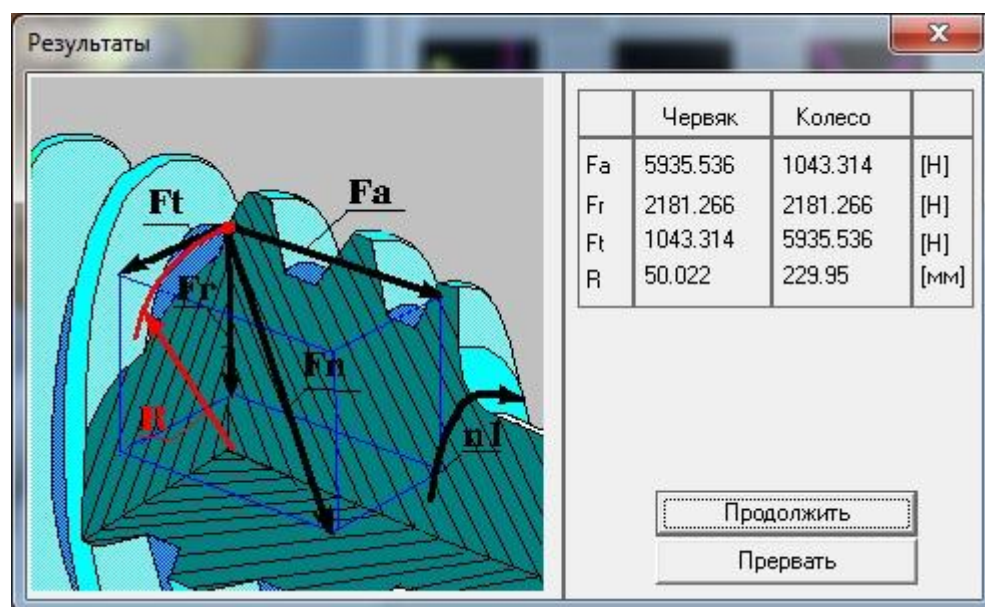 Результаты
Ft
Fa
Fr
Fn
R
n1
Червяк Колесо
Fa 5935.536 1043.314 [Н]
Fr 2181.266 2181.266 [Н]
Ft 1043.314 5935.536 [Н]
R 50.022 229.95 [мм]
Продолжить
Прервать